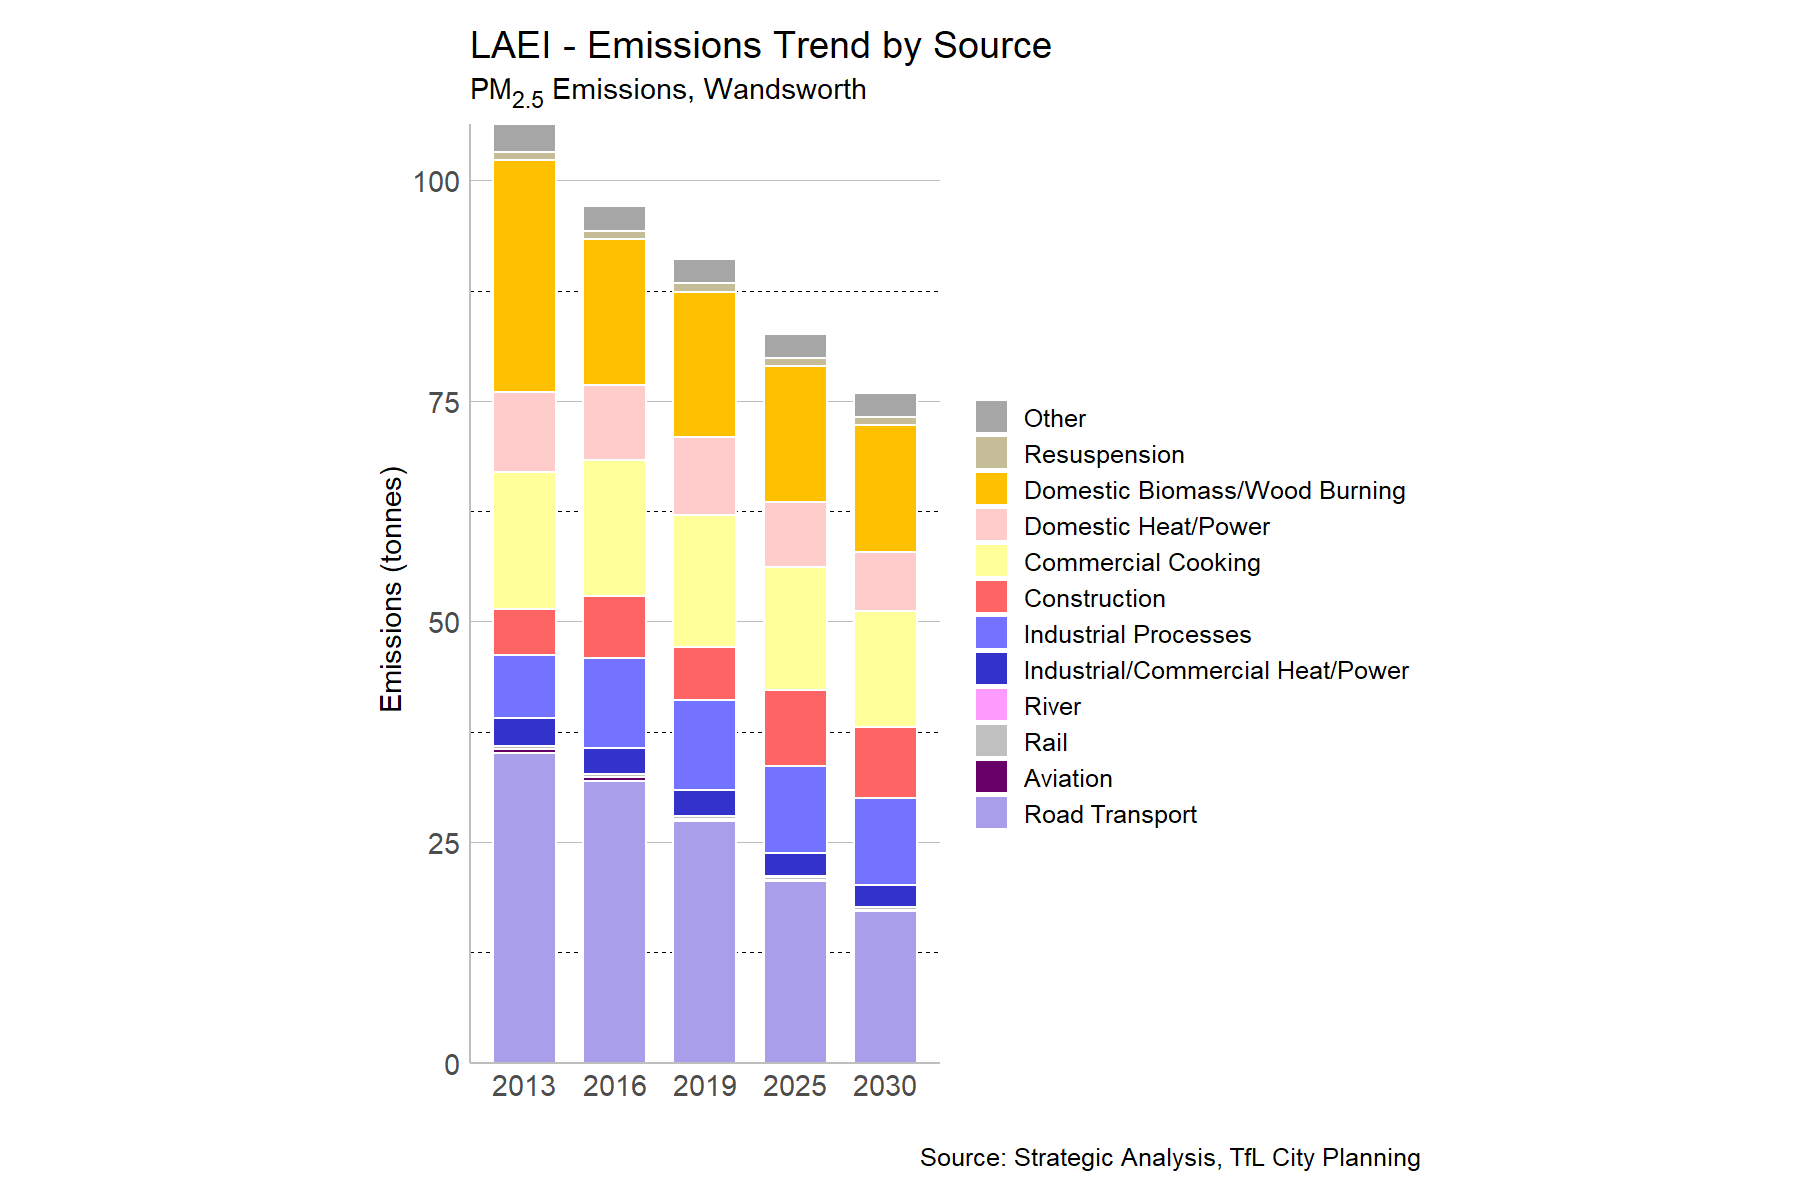 LAEI - Emissions Trend by Source
PM2.5 Emissions, Wandsworth
Emissions (tonnes)
100
75
50
25
0
2013 2016 2019 2025 2030
Other
Resuspension
Domestic Biomass/Wood Burning
Domestic Heat/Power
Commercial Cooking
Construction
Industrial Processes
Industrial/Commercial Heat/Power
River
Rail
Aviation
Road Transport
Source: Strategic Analysis, TfL City Planning